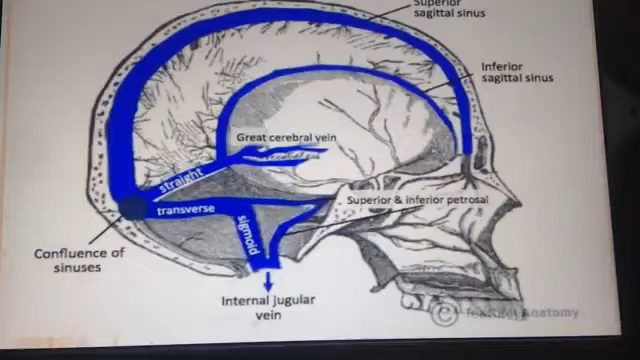 Superior
sagittal sinus
Inferior
sagittal sinus
Great cerebral vein
straight
transverse
sigmoid
Superior & inferior petrosal
Confluence of
sinuses
Internal jugular
vein
© TeachMeAnatomy